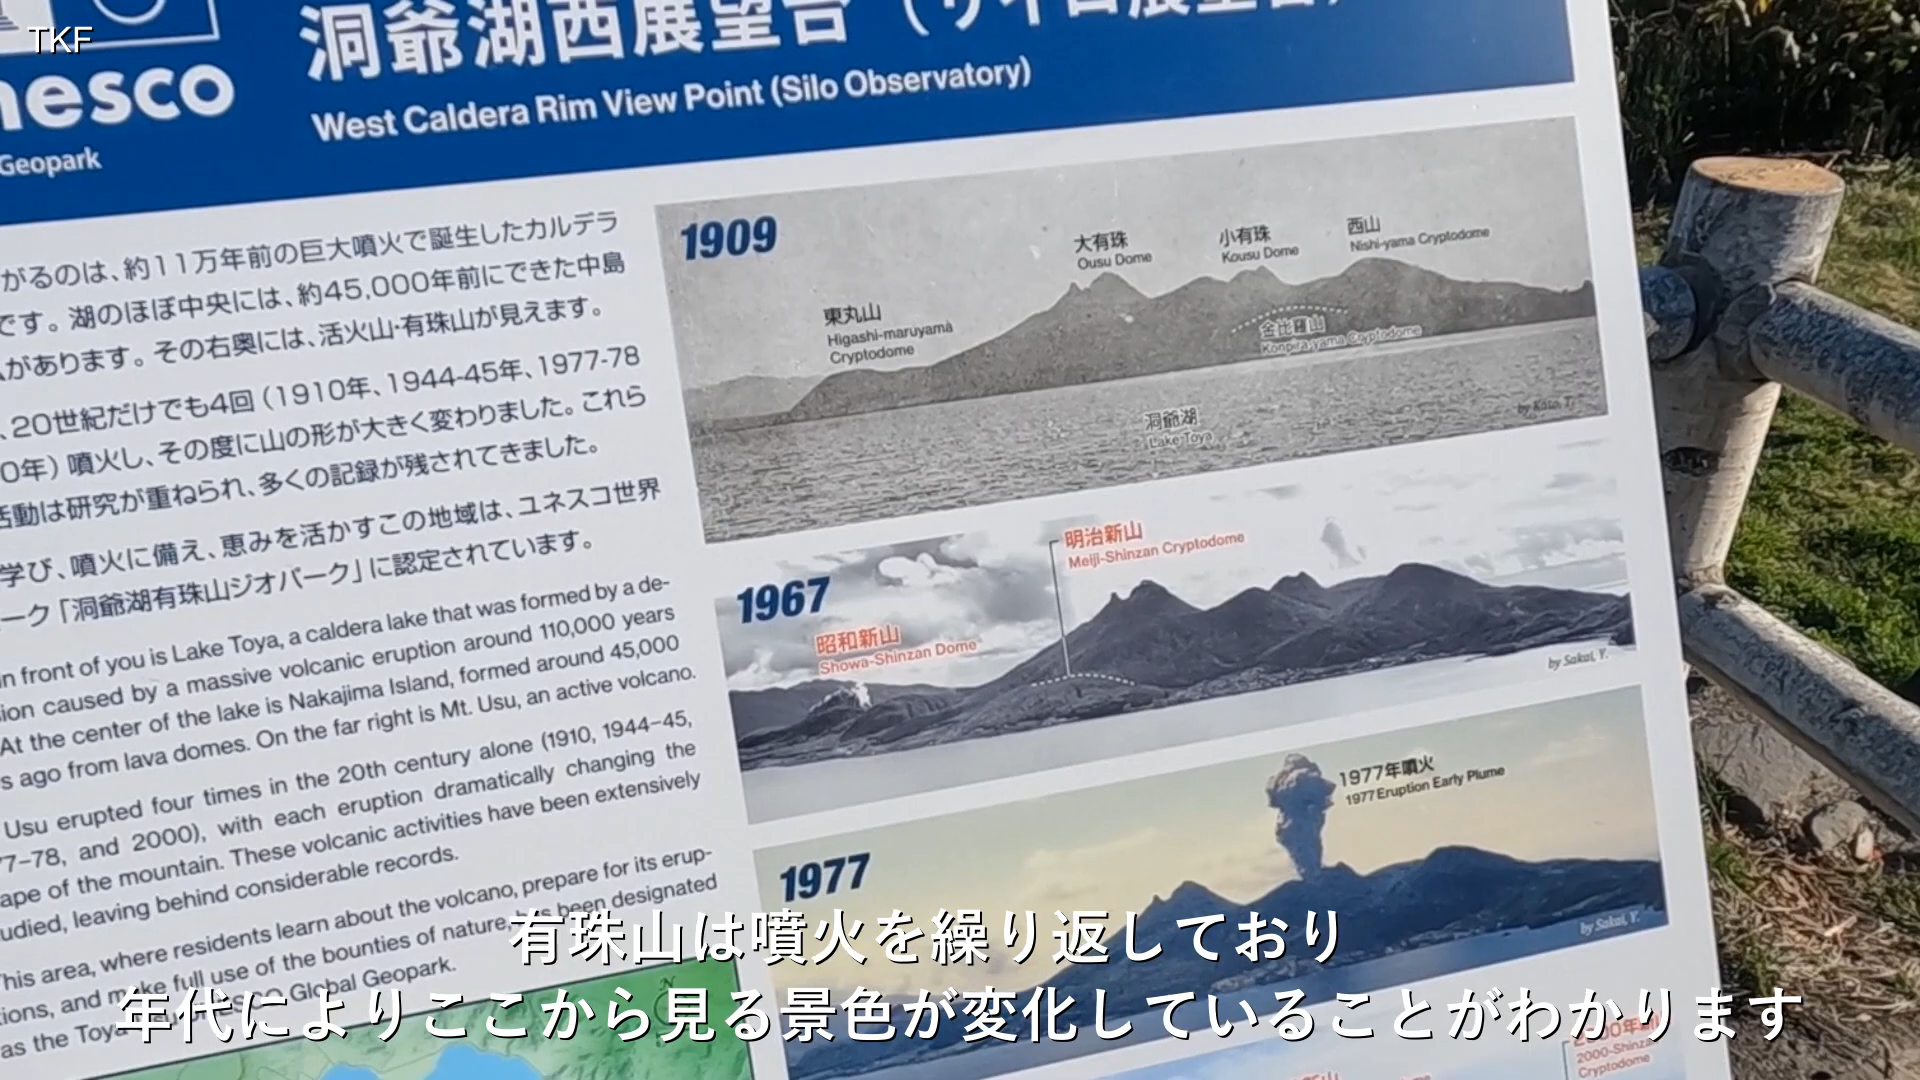 TKF
nesco
Geopark
洞爺湖西展望台（サイロ展望台）
West Caldera Rim View Point (Silo Observatory)
がるのは、約11万年前の巨大噴火で誕生したカルデラ
です。湖のほぼ中央には、約45,000年前にできた中島
があります。その右奥には、活火山・有珠山が見えます。
、20世紀だけでも4回（1910年、1944-45年、1977-78
0年）噴火し、その度に山の形が大きく変わりました。これら
活動は研究が重ねられ、多くの記録が残されてきました。
学び、噴火に備え、恵みを活かすこの地域は、ユネスコ世界
ーク「洞爺湖有珠山ジオパーク」に認定されています。
in front of you is Lake Toya, a caldera lake that was formed by a de-
ion caused by a massive volcanic eruption around 110,000 years
At the center of the lake is Nakajima Island, formed around 45,000
s ago from lava domes. On the far right is Mt. Usu, an active volcano.
Usu erupted four times in the 20th century alone (1910, 1944–45,
77–78, and 2000), with each eruption dramatically changing the
ape of the mountain. These volcanic activities have been extensively
udied, leaving behind considerable records.
This area, where residents learn about the volcano, prepare for its erup-
tions, and make full use of the bounties of nature, has been designated
as the Toya UNESCO Global Geopark.
1909
東丸山
Higashi-maruyama
Cryptodome
大有珠
Ousu Dome
小有珠
Kousu Dome
西山
Nishi-yama Cryptodome
金比羅山
Konpira-yama Cryptodome
洞爺湖
Lake Toya
by Kato, T.
1967
昭和新山
Showa-Shinzan Dome
明治新山
Meiji-Shinzan Cryptodome
by Sakai, Y.
1977
1977年噴火
1977 Eruption Early Plume
by Sakai, Y.
2000-Shinza
Cryptodome
N
有珠山は噴火を繰り返しており
年代によりここから見る景色が変化していることがわかります